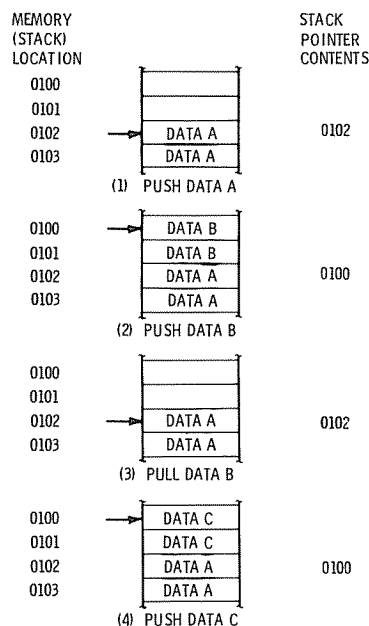 MEMORY
(STACK)
LOCATION
STACK
POINTER
CONTENTS
0100
0101
0102 DATA A 0102
0103 DATA A
(1) PUSH DATA A
0100 DATA B
0101 DATA B
0102 DATA A 0100
0103 DATA A
(2) PUSH DATA B
0100
0101
0102 DATA A 0102
0103 DATA A
(3) PULL DATA B
0100 DATA C
0101 DATA C
0102 DATA A 0100
0103 DATA A
(4) PUSH DATA C